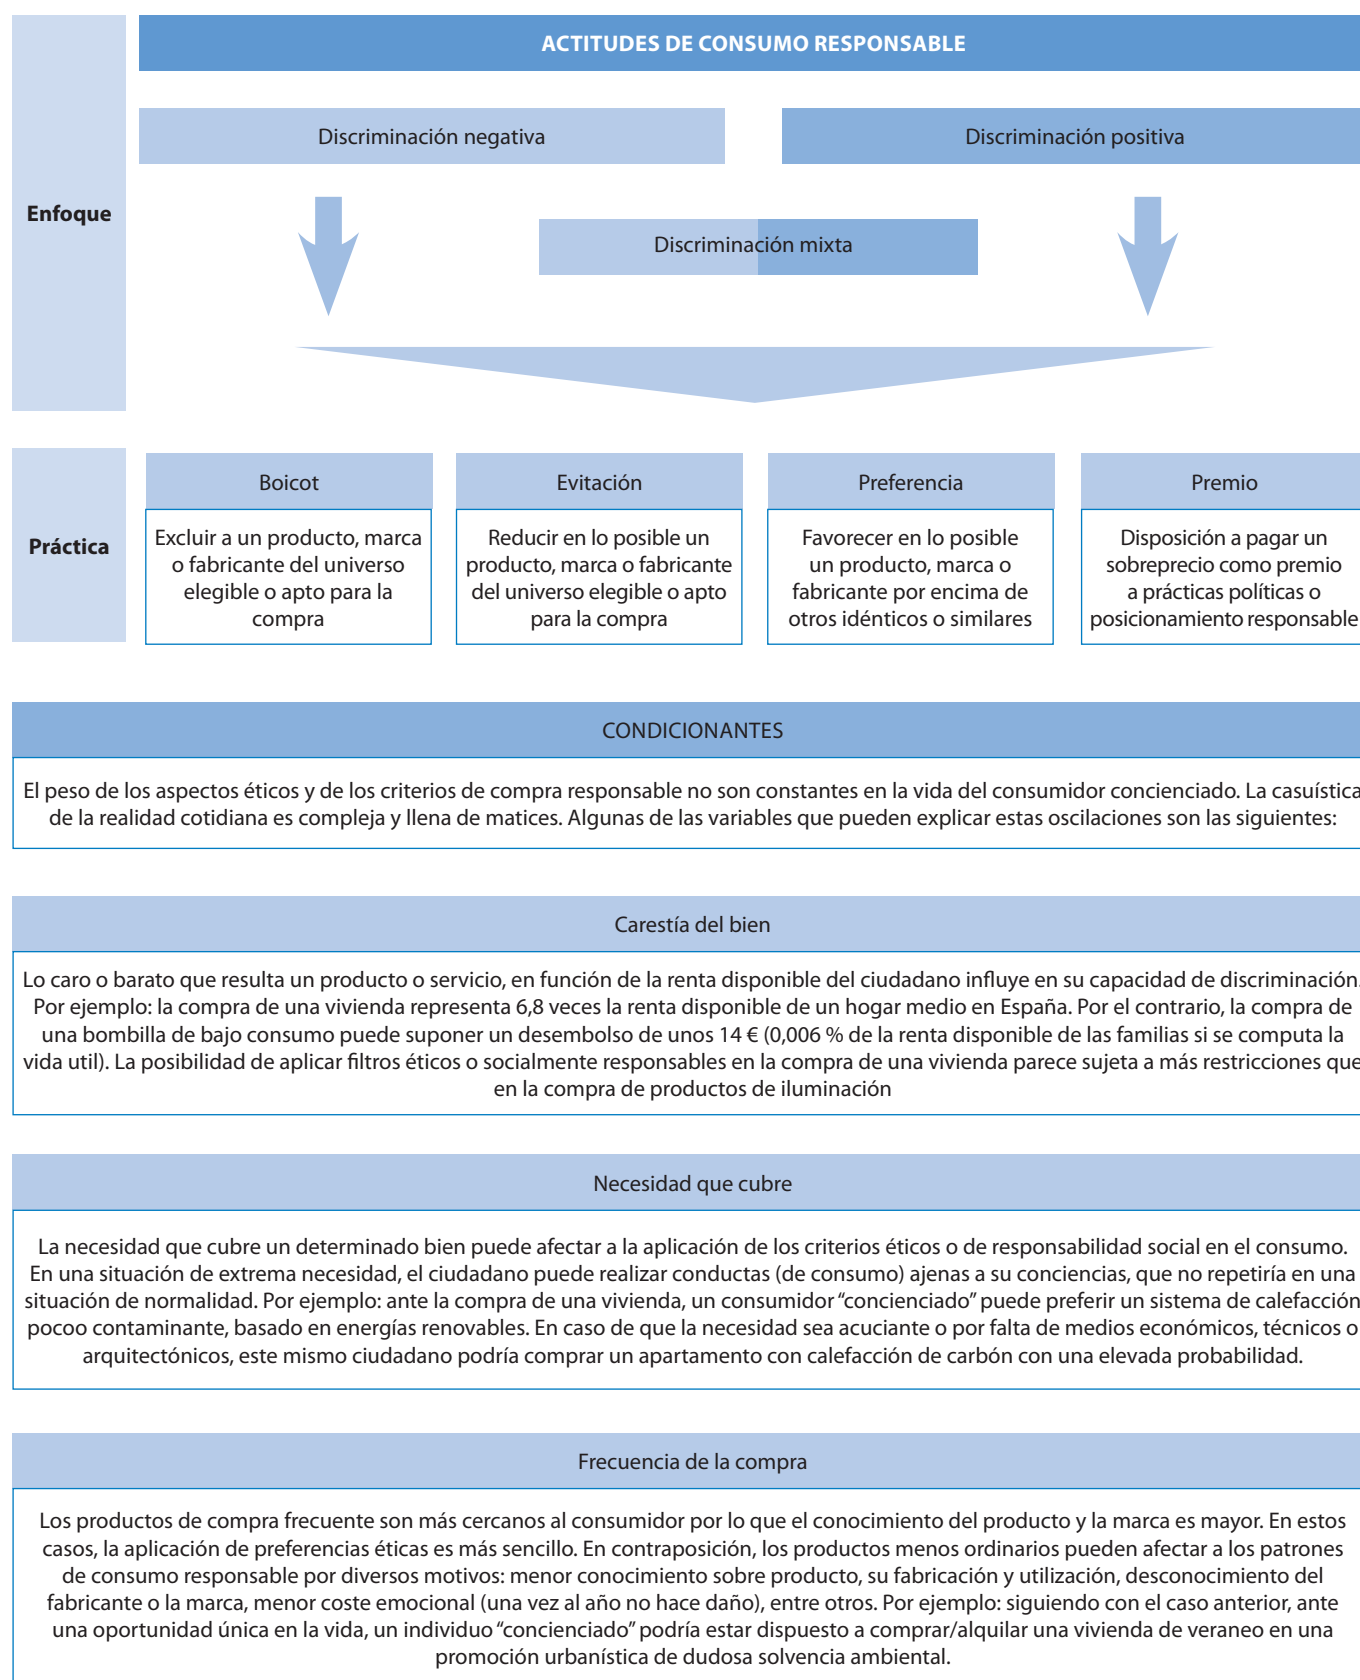 ACTITUDES DE CONSUMO RESPONSABLE
Discriminación negativa
Discriminación positiva
Enfoque
Discriminación mixta
Práctica
Boicot
Excluir a un producto, marca
o fabricante del universo
elegible o apto para la
compra
Evitación
Reducir en lo posible un
producto, marca o fabricante
del universo elegible o apto
para la compra
Preferencia
Favorecer en lo posible
un producto, marca o
fabricante por encima de
otros idénticos o similares
Premio
Disposición a pagar un
sobreprecio como premio
a prácticas políticas o
posicionamiento responsable
CONDICIONANTES
El peso de los aspectos éticos y de los criterios de compra responsable no son constantes en la vida del consumidor concienciado. La casuística
de la realidad cotidiana es compleja y llena de matices. Algunas de las variables que pueden explicar estas oscilaciones son las siguientes:
Carestía del bien
Lo caro o barato que resulta un producto o servicio, en función de la renta disponible del ciudadano influye en su capacidad de discriminación.
Por ejemplo: la compra de una vivienda representa 6,8 veces la renta disponible de un hogar medio en España. Por el contrario, la compra de
una bombilla de bajo consumo puede suponer un desembolso de unos 14 € (0,006 % de la renta disponible de las familias si se computa la
vida util). La posibilidad de aplicar filtros éticos o socialmente responsables en la compra de una vivienda parece sujeta a más restricciones que
en la compra de productos de iluminación
Necesidad que cubre
La necesidad que cubre un determinado bien puede afectar a la aplicación de los criterios éticos o de responsabilidad social en el consumo.
En una situación de extrema necesidad, el ciudadano puede realizar conductas (de consumo) ajenas a su conciencias, que no repetiría en una
situación de normalidad. Por ejemplo: ante la compra de una vivienda, un consumidor “concienciado” puede preferir un sistema de calefacción
pocoo contaminante, basado en energías renovables. En caso de que la necesidad sea acuciante o por falta de medios económicos, técnicos o
arquitectónicos, este mismo ciudadano podría comprar un apartamento con calefacción de carbón con una elevada probabilidad.
Frecuencia de la compra
Los productos de compra frecuente son más cercanos al consumidor por lo que el conocimiento del producto y la marca es mayor. En estos
casos, la aplicación de preferencias éticas es más sencillo. En contraposición, los productos menos ordinarios pueden afectar a los patrones
de consumo responsable por diversos motivos: menor conocimiento sobre producto, su fabricación y utilización, desconocimiento del
fabricante o la marca, menor coste emocional (una vez al año no hace daño), entre otros. Por ejemplo: siguiendo con el caso anterior, ante
una oportunidad única en la vida, un individuo “concienciado” podría estar dispuesto a comprar/alquilar una vivienda de veraneo en una
promoción urbanística de dudosa solvencia ambiental.